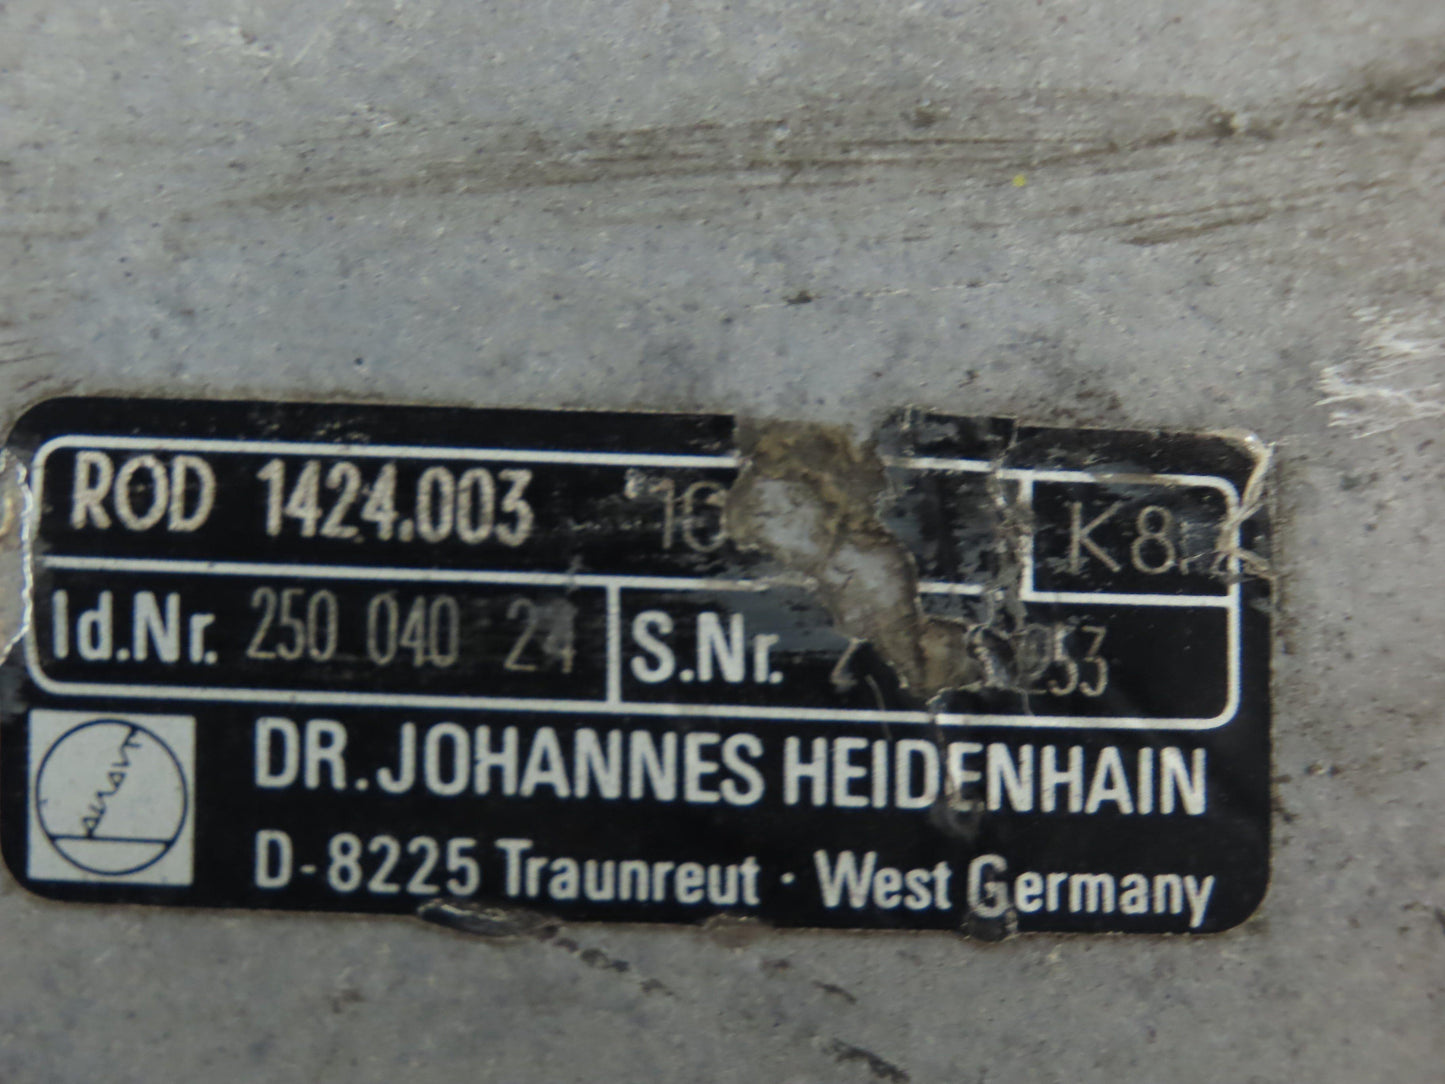 ROD 1424.003 K8
Id.Nr. 250 040 24 S.Nr.
DR. JOHANNES HEIDENHAIN
D-8225 Traunreut · West Germany